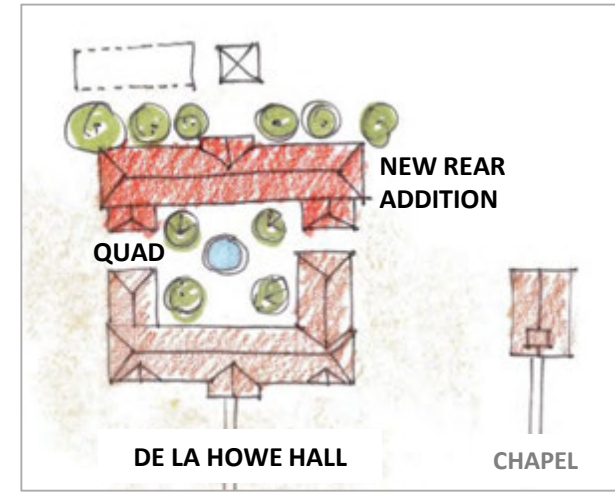 NEW REAR
ADDITION
QUAD
DE LA HOWE HALL
CHAPEL